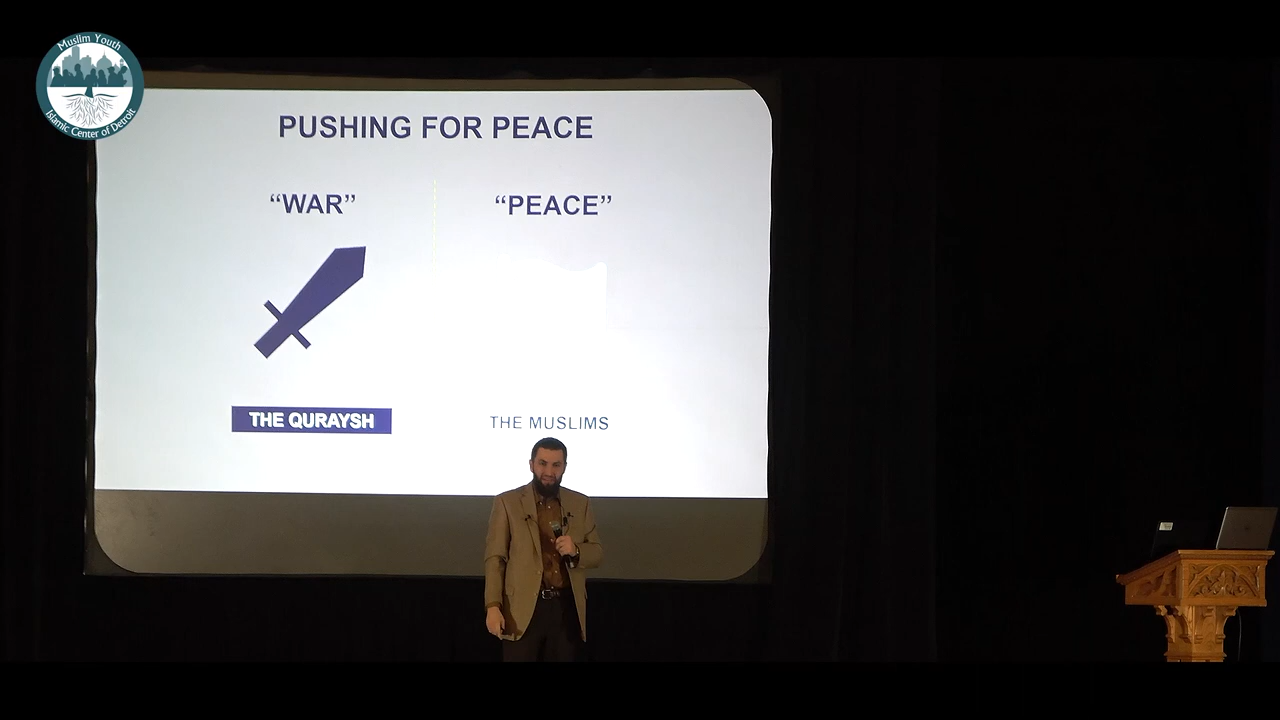 Muslim Youth
Islamic Center of Detroit
PUSHING FOR PEACE
“WAR”
“PEACE”
THE QURAYSH
THE MUSLIMS